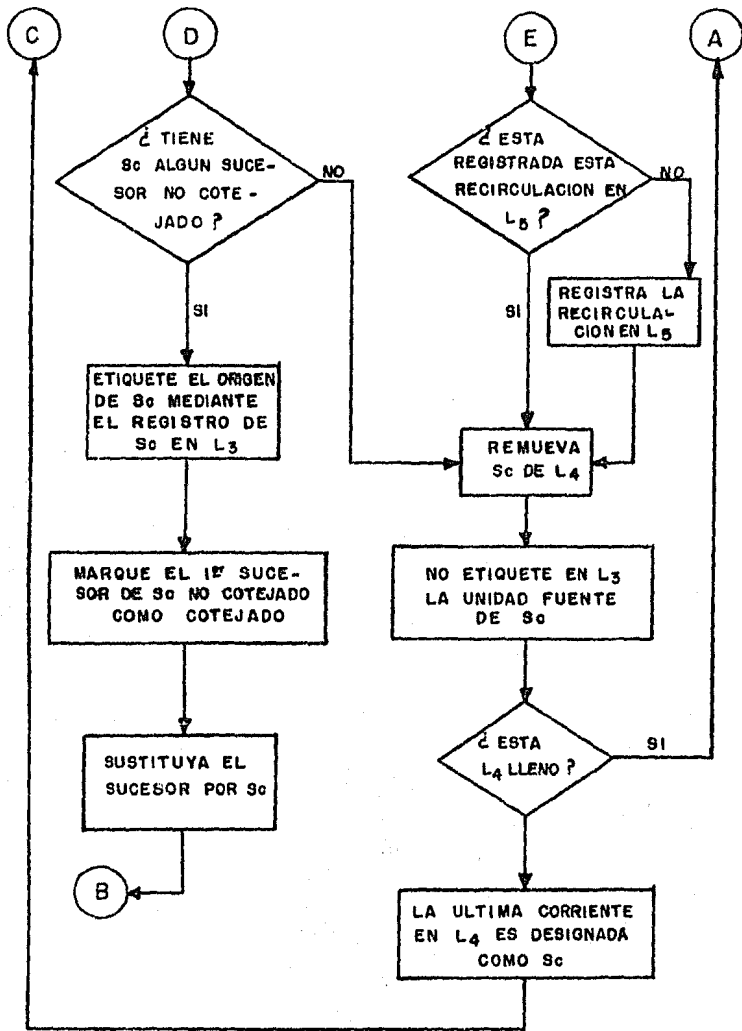 C
D
E
A
¿ TIENE
Sc ALGUN SUCE-
SOR NO COTE-
JADO ?
NO
SI
ETIQUETE EL ORIGEN
DE Sc MEDIANTE
EL REGISTRO DE
Sc EN L3
MARQUE EL 1er SUCE-
SOR DE Sc NO COTEJADO
COMO COTEJADO
SUSTITUYA EL
SUCESOR POR Sc
B
¿ ESTA
REGISTRADA ESTA
RECIRCULACION EN
L5 ?
NO
SI
REGISTRA LA
RECIRCULA-
CION EN L5
REMUEVA
Sc DE L4
NO ETIQUETE EN L3
LA UNIDAD FUENTE
DE Sc
¿ ESTA
L4 LLENO ?
SI
LA ULTIMA CORRIENTE
EN L4 ES DESIGNADA
COMO Sc